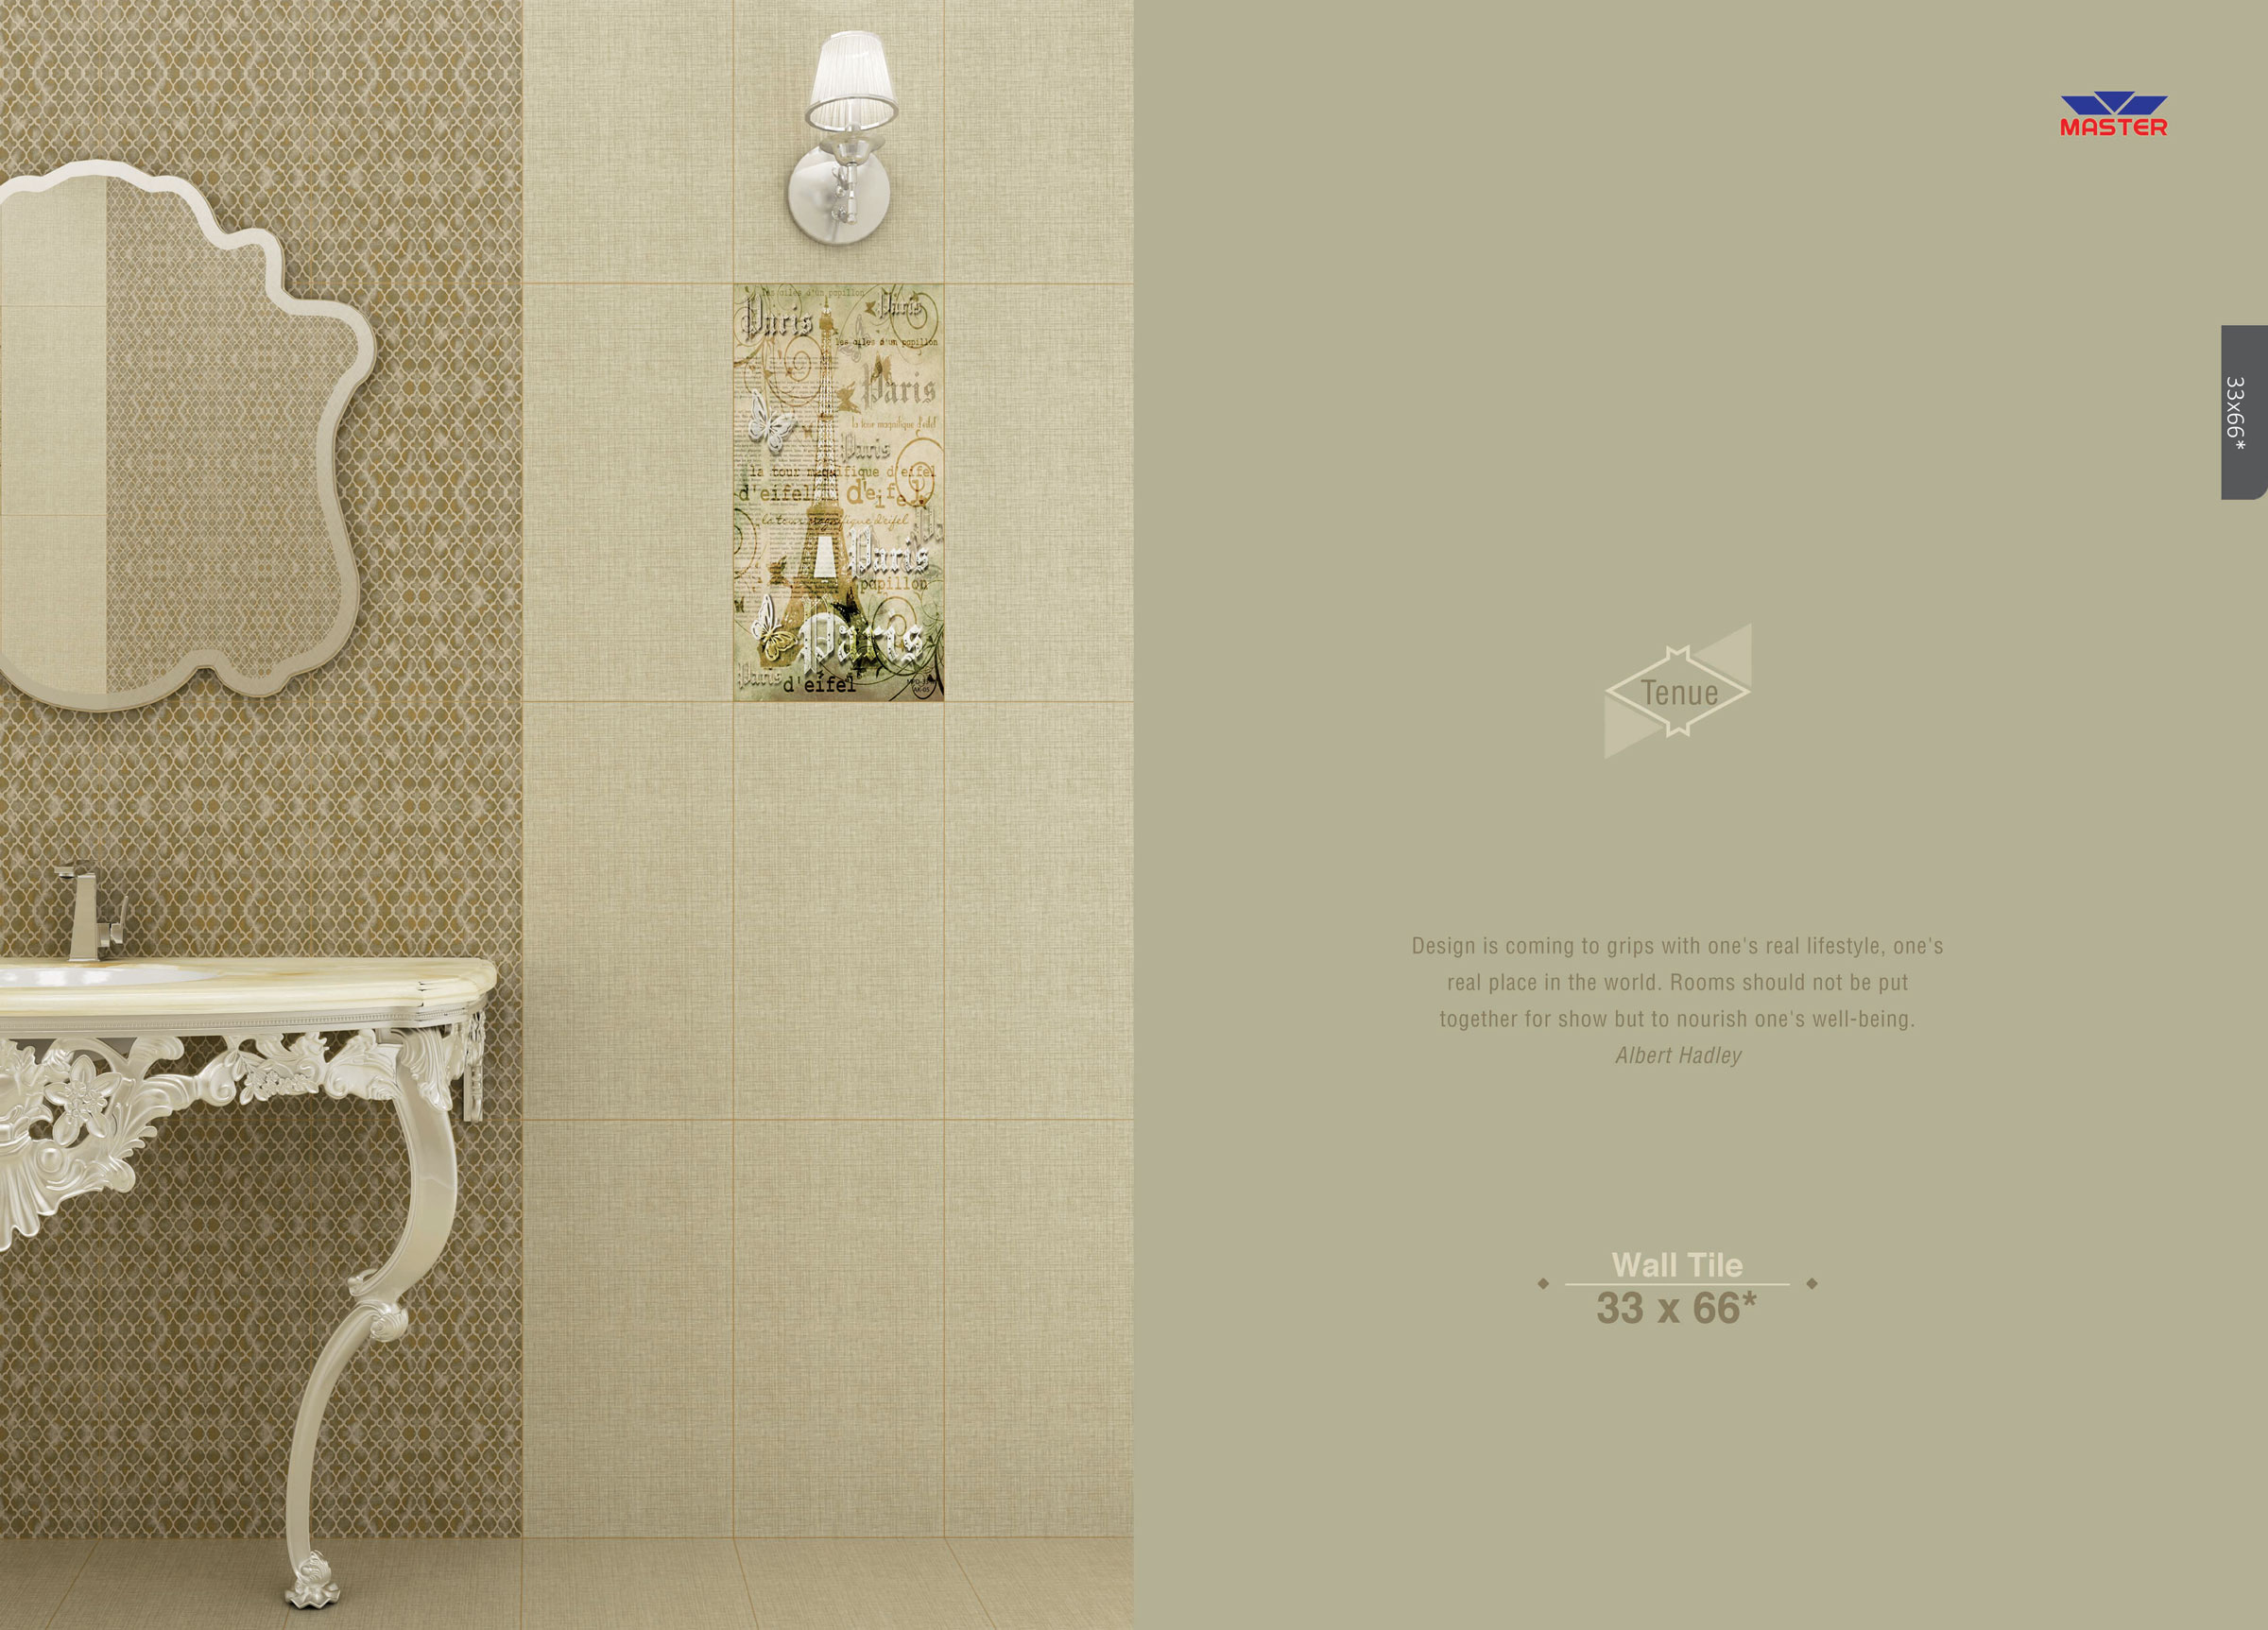 les ailes d'un papillon
Paris
Paris
les ailes d'un papillon
Paris
la tour magnifique
Paris
la tour magnifique d'eifel
d'eifel
d'eifel
la tour magnifique d'eifel
Pa
Paris
papillon
Paris
Paris
d'eifel
AK-05
MASTER
33x66*
Tenue
Design is coming to grips with one's real lifestyle, one's
real place in the world. Rooms should not be put
together for show but to nourish one's well-being.
Albert Hadley
Wall Tile
33 x 66*